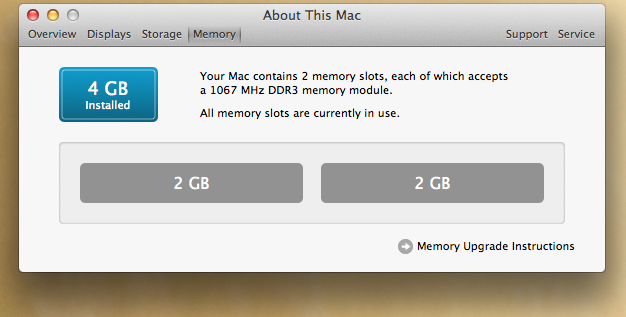 About This Mac
Overview Displays Storage Memory Support Service
4 GB
Installed
Your Mac contains 2 memory slots, each of which accepts
a 1067 MHz DDR3 memory module.
All memory slots are currently in use.
2 GB 2 GB
Memory Upgrade Instructions